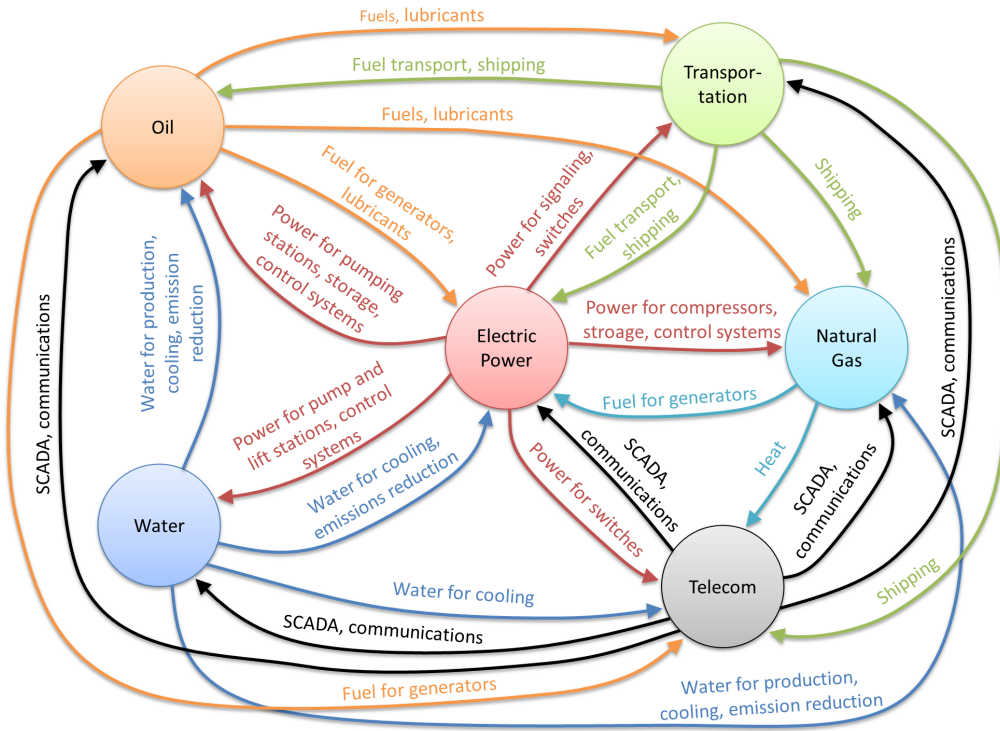 Fuels, lubricants
Fuel transport, shipping
Transpor-
tation
Oil
Fuels, lubricants
Fuel for generators,
lubricants
Power for signaling,
switches
Fuel transport,
shipping
Shipping
Power for pumping
stations, storage,
control systems
Water for production,
cooling, emission
reduction
SCADA, communications
Electric
Power
Power for compressors,
stroage, control systems
Natural
Gas
SCADA, communications
Fuel for generators
Power for pump and
lift stations, control
systems
Water for cooling,
emissions reduction
Power for switches
SCADA,
communications
Heat
SCADA,
communications
Water
Telecom
Water for cooling
Shipping
SCADA, communications
Fuel for generators
Water for production,
cooling, emission reduction